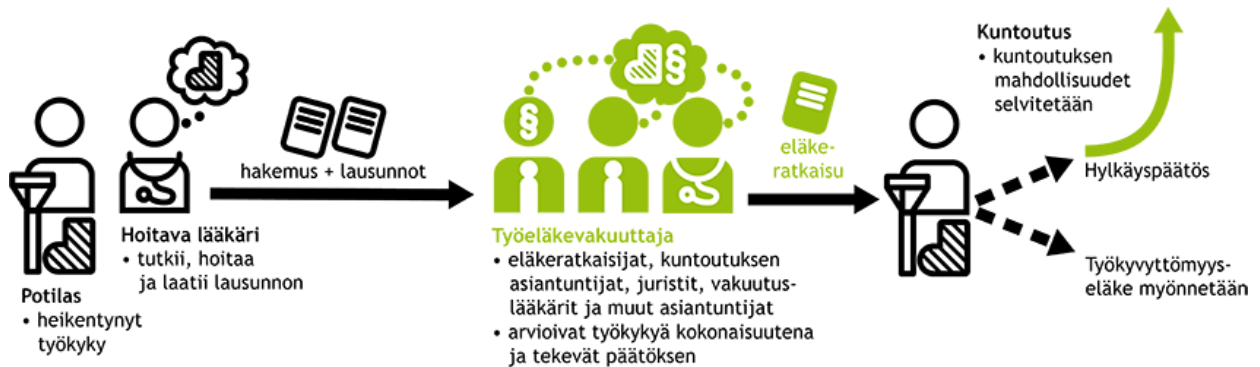 Potilas
• heikentynyt
työkyky
Hoitava lääkäri
• tutkii, hoitaa
ja laatii lausunnon
hakemus + lausunnot
§
§
Työeläkevakuuttaja
• eläkeratkaisijat, kuntoutuksen
asiantuntijat, juristit, vakuutus-
lääkärit ja muut asiantuntijat
• arvioivat työkykyä kokonaisuutena
ja tekevät päätöksen
eläke-
ratkaisu
Kuntoutus
• kuntoutuksen
mahdollisuudet
selvitetään
Hylkäyspäätös
Työkyvyttömyys-
eläke myönnetään